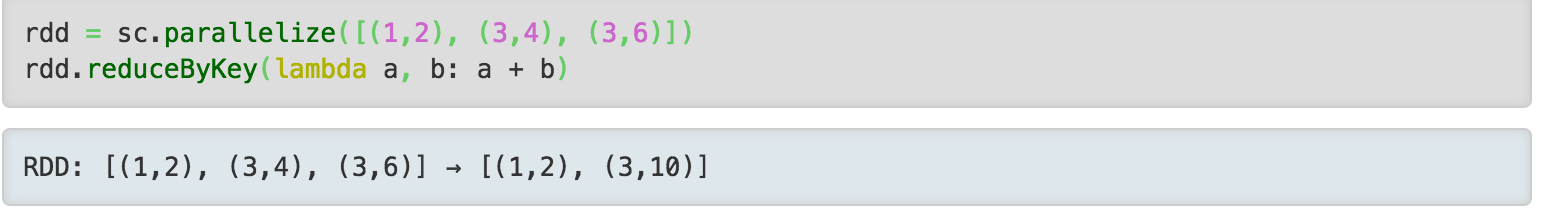 rdd = sc.parallelize([(1,2), (3,4), (3,6)])
rdd.reduceByKey(lambda a, b: a + b)
RDD: [(1,2), (3,4), (3,6)] → [(1,2), (3,10)]